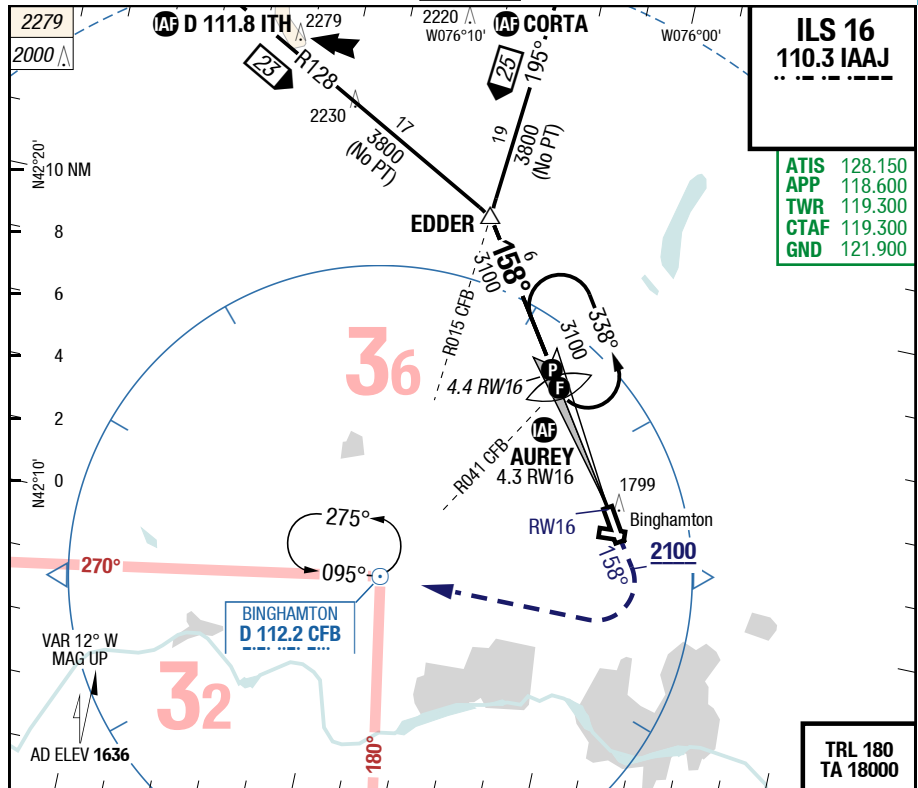 2279
2000
IAF D 111.8 ITH
2279
2220
W076°10'
IAF CORTA
W076°00'
ILS 16
110.3 IAAJ
23
R128
25
195°
2230
17
3800
(No PT)
19
3800
(No PT)
ATIS 128.150
APP 118.600
TWR 119.300
CTAF 119.300
GND 121.900
N42°20'
10 NM
8
6
4
2
0
N42°10'
EDDER
158°
6
3100
R015 CFB
36
338°
3100
P
F
4.4 RW16
IAF
AUREY
4.3 RW16
R041 CFB
1799
RW16
Binghamton
158°
2100
275°
095°
270°
BINGHAMTON
D 112.2 CFB
VAR 12° W
MAG UP
32
180°
AD ELEV 1636
TRL 180
TA 18000